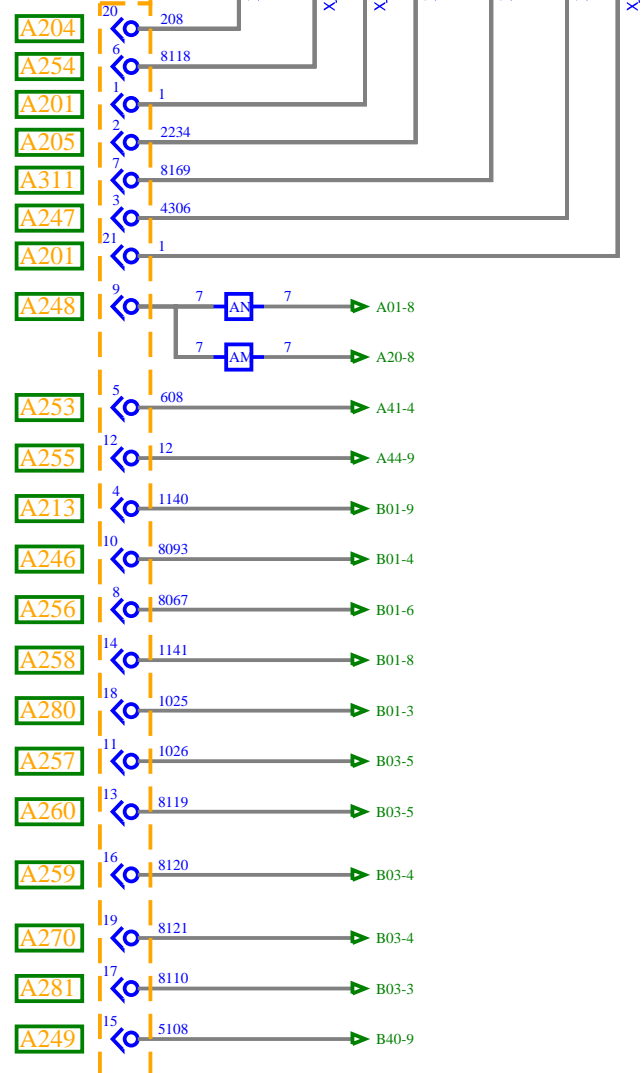 20
A204 208
6
A254 8118
1
A201 1
2
A205 2234
7
A311 8169
3
A247 4306
21
A201 1
9
A248 7 AN 7 A01-8
7 AM 7 A20-8
5
A253 608 A41-4
12
A255 12 A44-9
4
A213 1140 B01-9
10
A246 8093 B01-4
8
A256 8067 B01-6
14
A258 1141 B01-8
18
A280 1025 B01-3
11
A257 1026 B03-5
13
A260 8119 B03-5
16
A259 8120 B03-4
19
A270 8121 B03-4
17
A281 8110 B03-3
15
A249 5108 B40-9